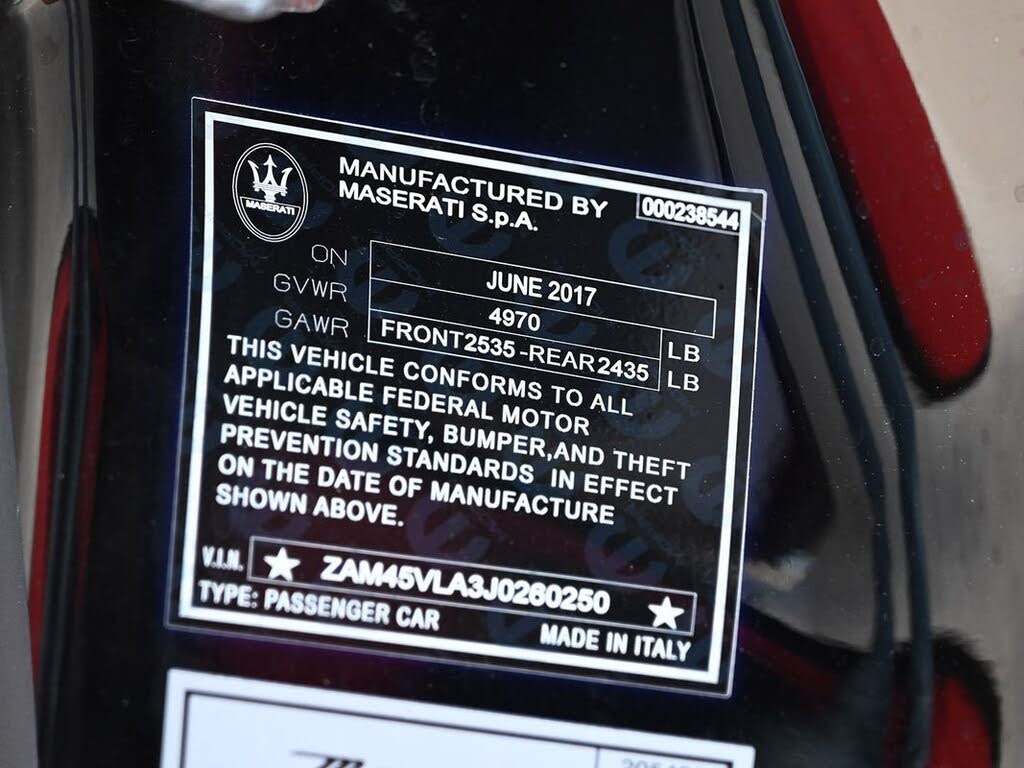 MASERATI
MANUFACTURED BY
MASERATI S.p.A.
000238544
ON JUNE 2017
GVWR 4970 LB
GAWR FRONT2535-REAR2435 LB
THIS VEHICLE CONFORMS TO ALL
APPLICABLE FEDERAL MOTOR
VEHICLE SAFETY, BUMPER,AND THEFT
PREVENTION STANDARDS IN EFFECT
ON THE DATE OF MANUFACTURE
SHOWN ABOVE.
V.I.N. ★ ZAM45VLA3J0260250 ★
TYPE: PASSENGER CAR
MADE IN ITALY